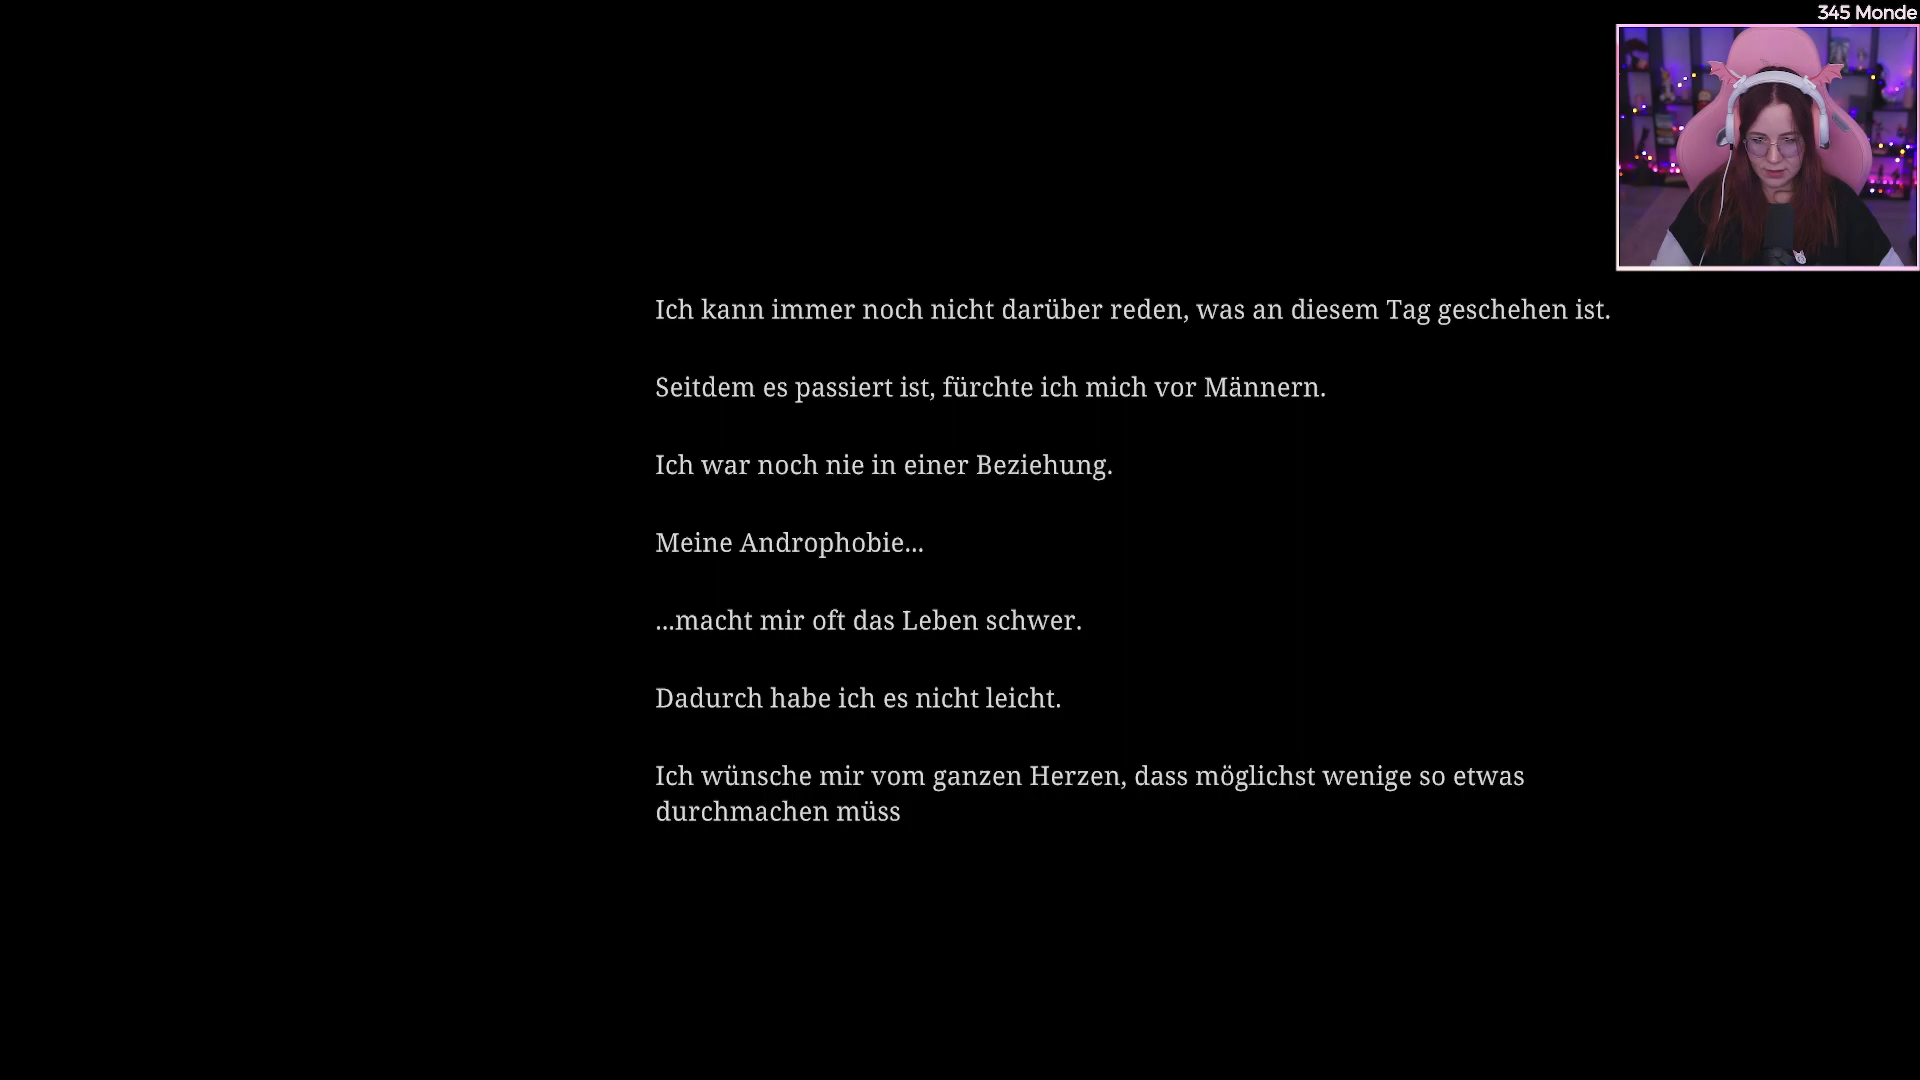 345 Monde
Ich kann immer noch nicht darüber reden, was an diesem Tag geschehen ist.
Seitdem es passiert ist, fürchte ich mich vor Männern.
Ich war noch nie in einer Beziehung.
Meine Androphobie...
...macht mir oft das Leben schwer.
Dadurch habe ich es nicht leicht.
Ich wünsche mir vom ganzen Herzen, dass möglichst wenige so etwas
durchmachen müss